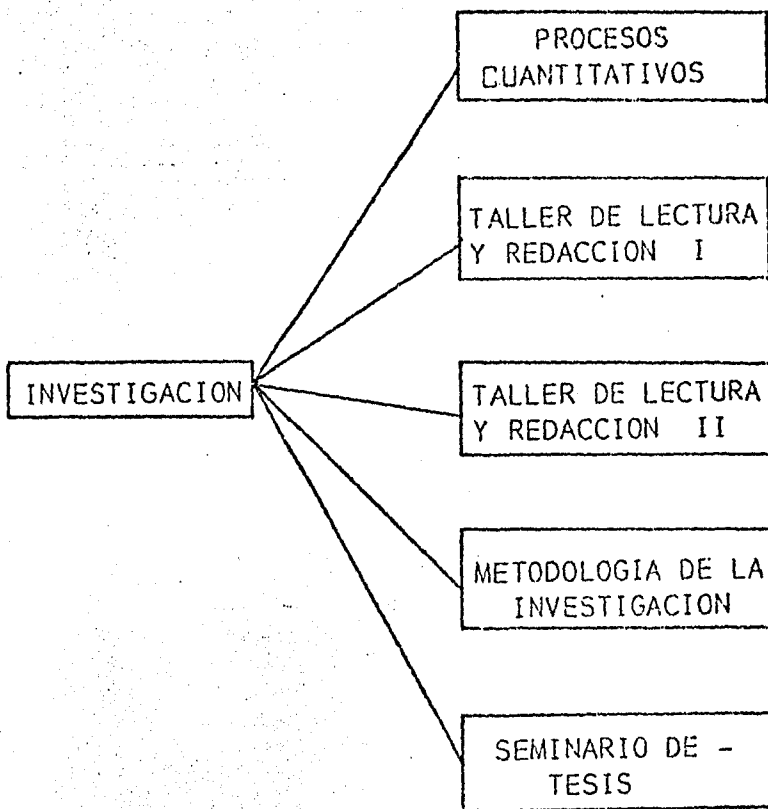 PROCESOS
CUANTITATIVOS
TALLER DE LECTURA
Y REDACCION I
INVESTIGACION
TALLER DE LECTURA
Y REDACCION II
METODOLOGIA DE LA
INVESTIGACION
SEMINARIO DE -
TESIS